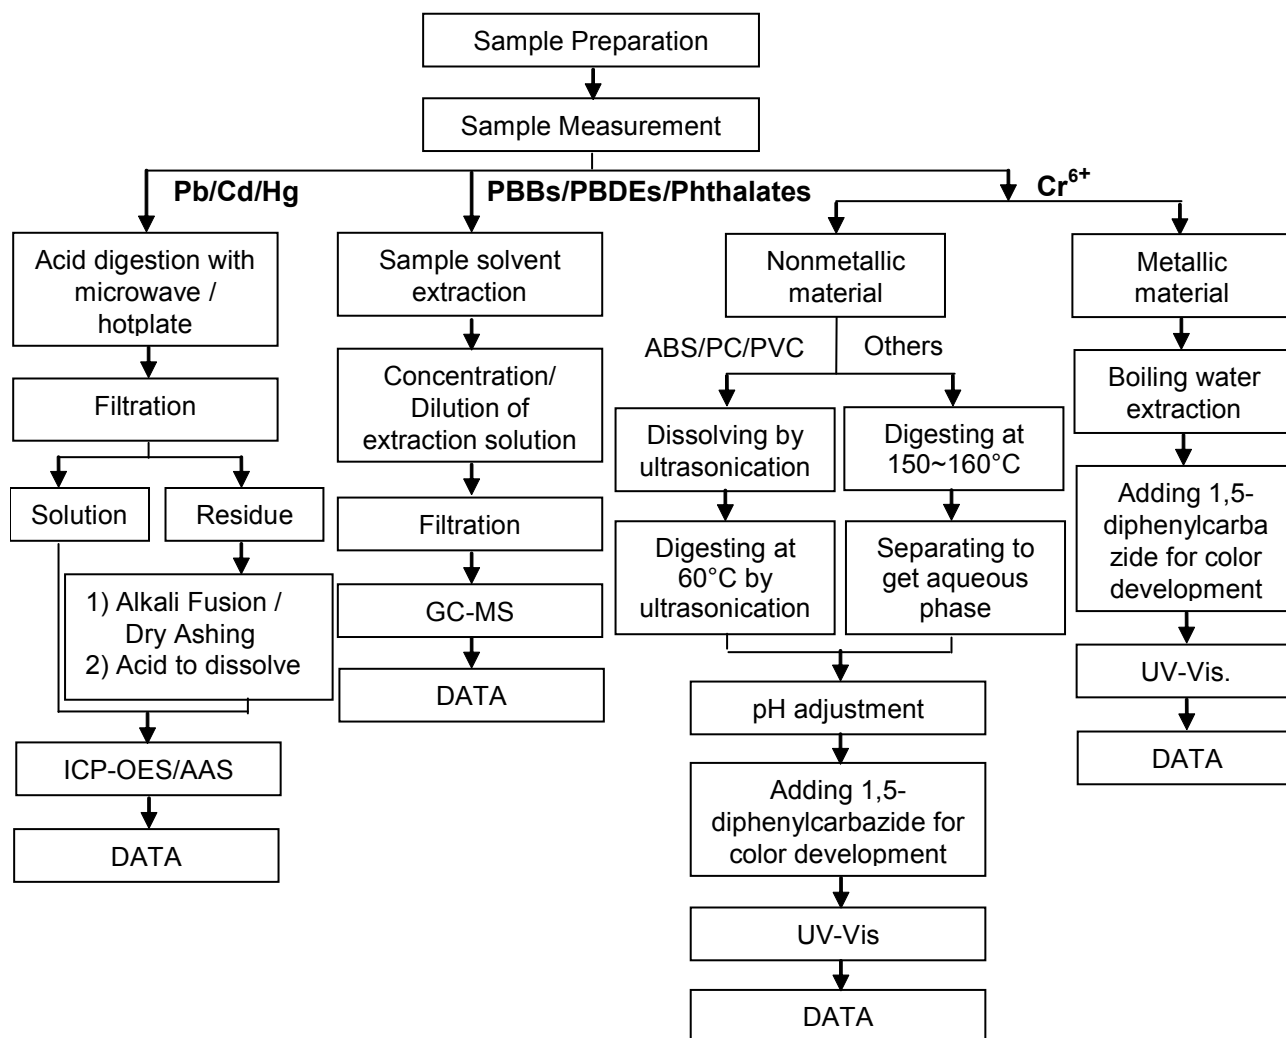 Sample Preparation
Sample Measurement
Pb/Cd/Hg
PBBs/PBDEs/Phthalates
Cr6+
Acid digestion with
microwave /
hotplate
Filtration
Solution
Residue
1) Alkali Fusion /
Dry Ashing
2) Acid to dissolve
ICP-OES/AAS
DATA
Sample solvent
extraction
Concentration/
Dilution of
extraction solution
Filtration
GC-MS
DATA
Nonmetallic
material
ABS/PC/PVC
Others
Dissolving by
ultrasonication
Digesting at
60°C by
ultrasonication
Digesting at
150~160°C
Separating to
get aqueous
phase
pH adjustment
Adding 1,5-
diphenylcarbazide for
color development
UV-Vis
DATA
Metallic
material
Boiling water
extraction
Adding 1,5-
diphenylcarba
zide for color
development
UV-Vis.
DATA